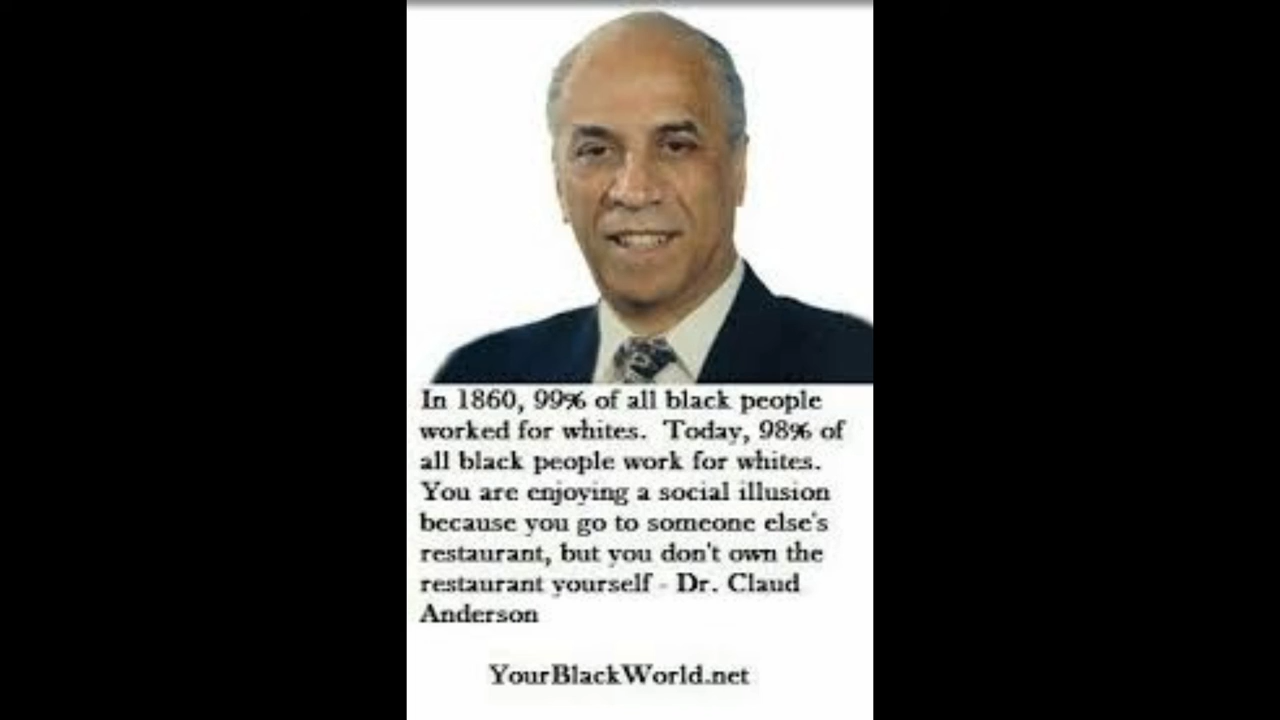 In 1860, 99% of all black people
worked for whites. Today, 98% of
all black people work for whites.
You are enjoying a social illusion
because you go to someone else's
restaurant, but you don't own the
restaurant yourself - Dr. Claud
Anderson
YourBlackWorld.net